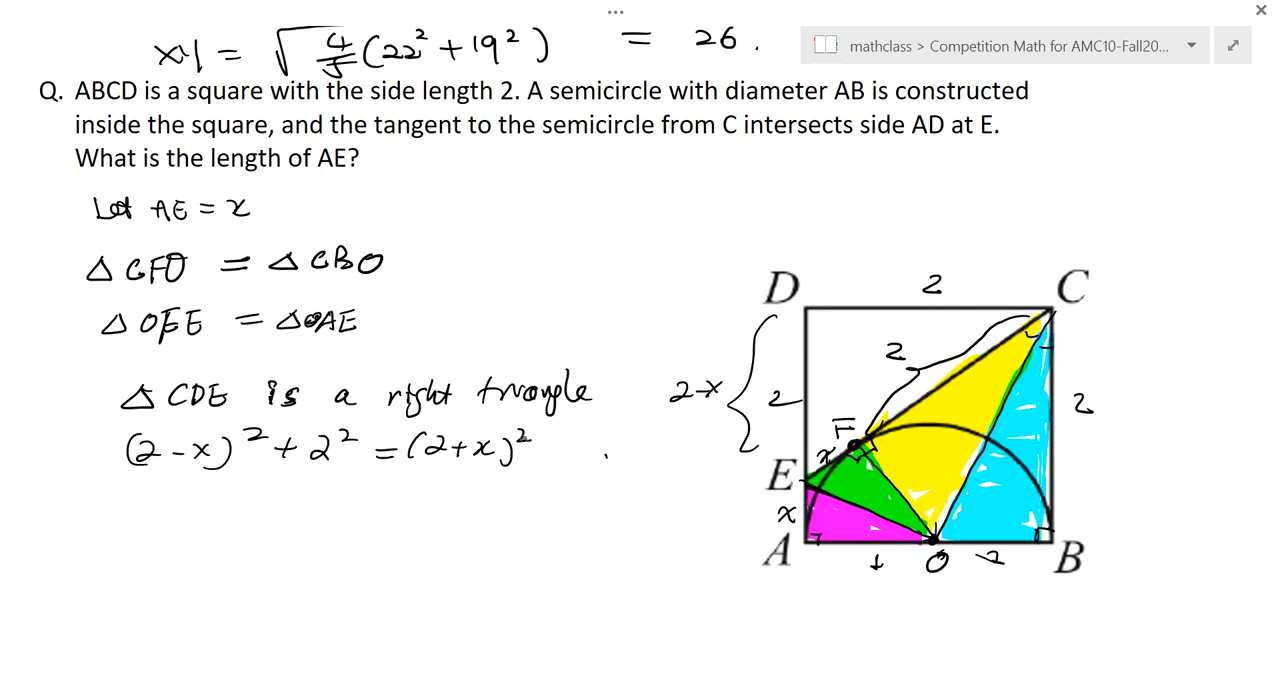 ...
x+1 = √4/5(22² + 19²) = 26.
mathclass > Competition Math for AMC10-Fall20...
Q. ABCD is a square with the side length 2. A semicircle with diameter AB is constructed
inside the square, and the tangent to the semicircle from C intersects side AD at E.
What is the length of AE?
Let AE = x
△CFO = △CBO
△OFE = △OAE
△CDE is a right triangle
(2-x)² + 2² = (2+x)² .
D 2 C
2
2-x 2 2
F
x
E
x
A 1 O 2 B